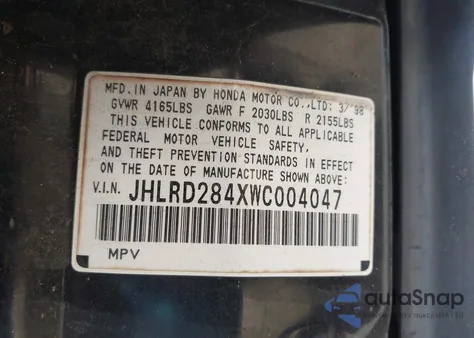 MFD. IN JAPAN BY HONDA MOTOR CO.,LTD: 3/'98
GVWR 4165LBS GAWR F 2030LBS R 2155LBS
THIS VEHICLE CONFORMS TO ALL APPLICABLE
FEDERAL MOTOR VEHICLE SAFETY,
AND THEFT PREVENTION STANDARDS IN EFFECT
ON THE DATE OF MANUFACTURE SHOWN ABOVE:
V.I.N. JHLRD284XWC004047
MPV
autaSnap